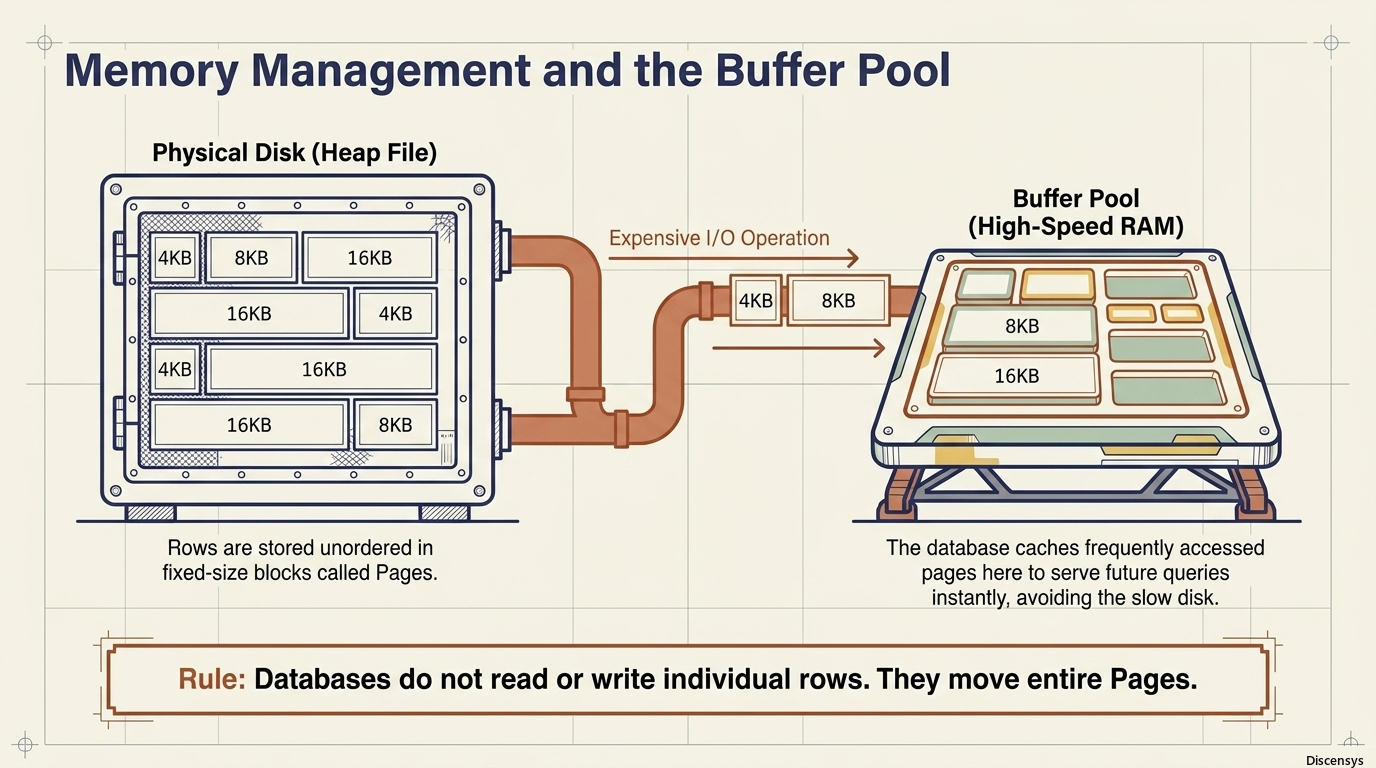 Memory Management and the Buffer Pool
Physical Disk (Heap File)
4KB 8KB 16KB
16KB 4KB
4KB 16KB
16KB 8KB
Rows are stored unordered in
fixed-size blocks called Pages.
Expensive I/O Operation
4KB 8KB
Buffer Pool
(High-Speed RAM)
8KB
16KB
The database caches frequently accessed
pages here to serve future queries
instantly, avoiding the slow disk.
Rule: Databases do not read or write individual rows. They move entire Pages.
Discensys